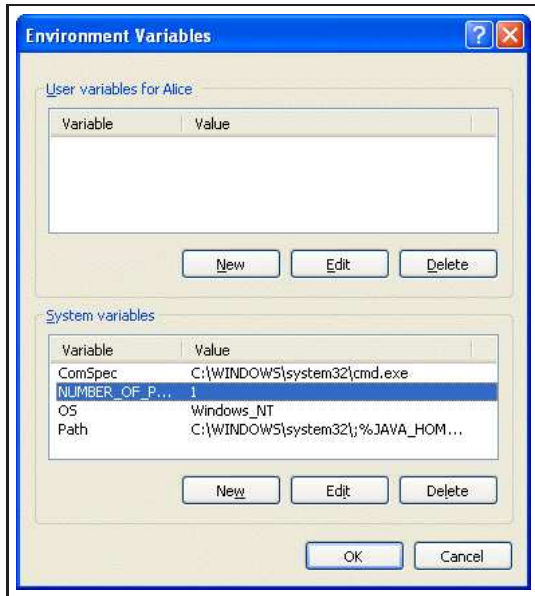 Environment Variables
User variables for Alice
Variable Value
New Edit Delete
System variables
Variable Value
ComSpec C:\WINDOWS\system32\cmd.exe
NUMBER_OF_P... 1
OS Windows_NT
Path C:\WINDOWS\system32\;%JAVA_HOM...
New Edit Delete
OK Cancel